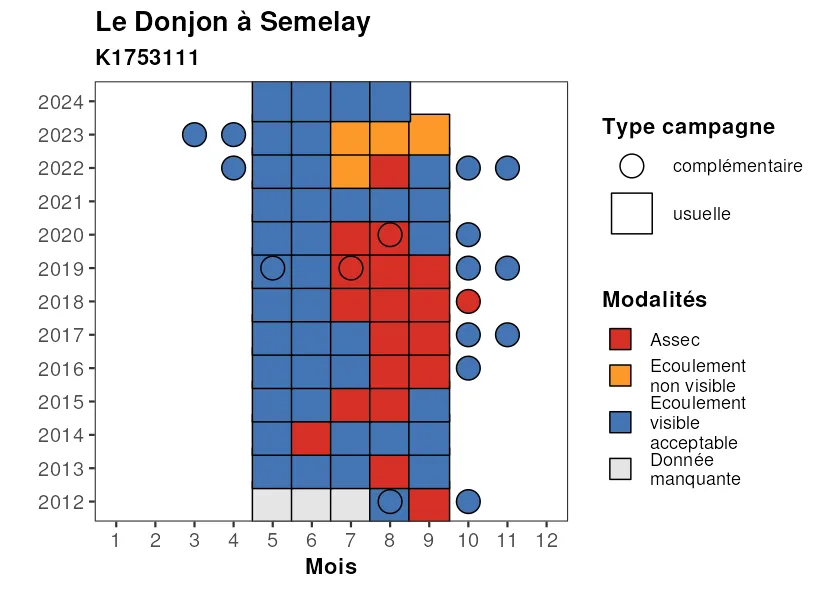 Le Donjon à Semelay
K1753111
2024
2023
2022
2021
2020
2019
2018
2017
2016
2015
2014
2013
2012
1 2 3 4 5 6 7 8 9 10 11 12
Mois
Type campagne
complémentaire
usuelle
Modalités
Assec
Ecoulement
non visible
Ecoulement
visible
acceptable
Donnée
manquante